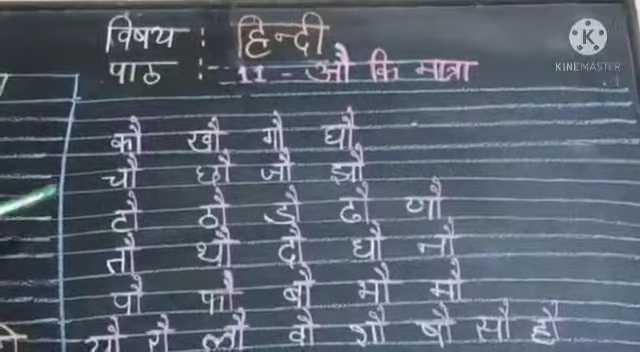 विषय : हिन्दी
पाठ :- 11 - औ कि मात्रा
KINEMASTER
कौ खौ गौ घौ
चौ छौ जौ झौ
टौ ठौ डौ ढौ णौ
तौ थौ दौ धौ नौ
पौ फौ बौ भौ मौ
यौ रौ लौ वौ शौ षौ सौ हौ